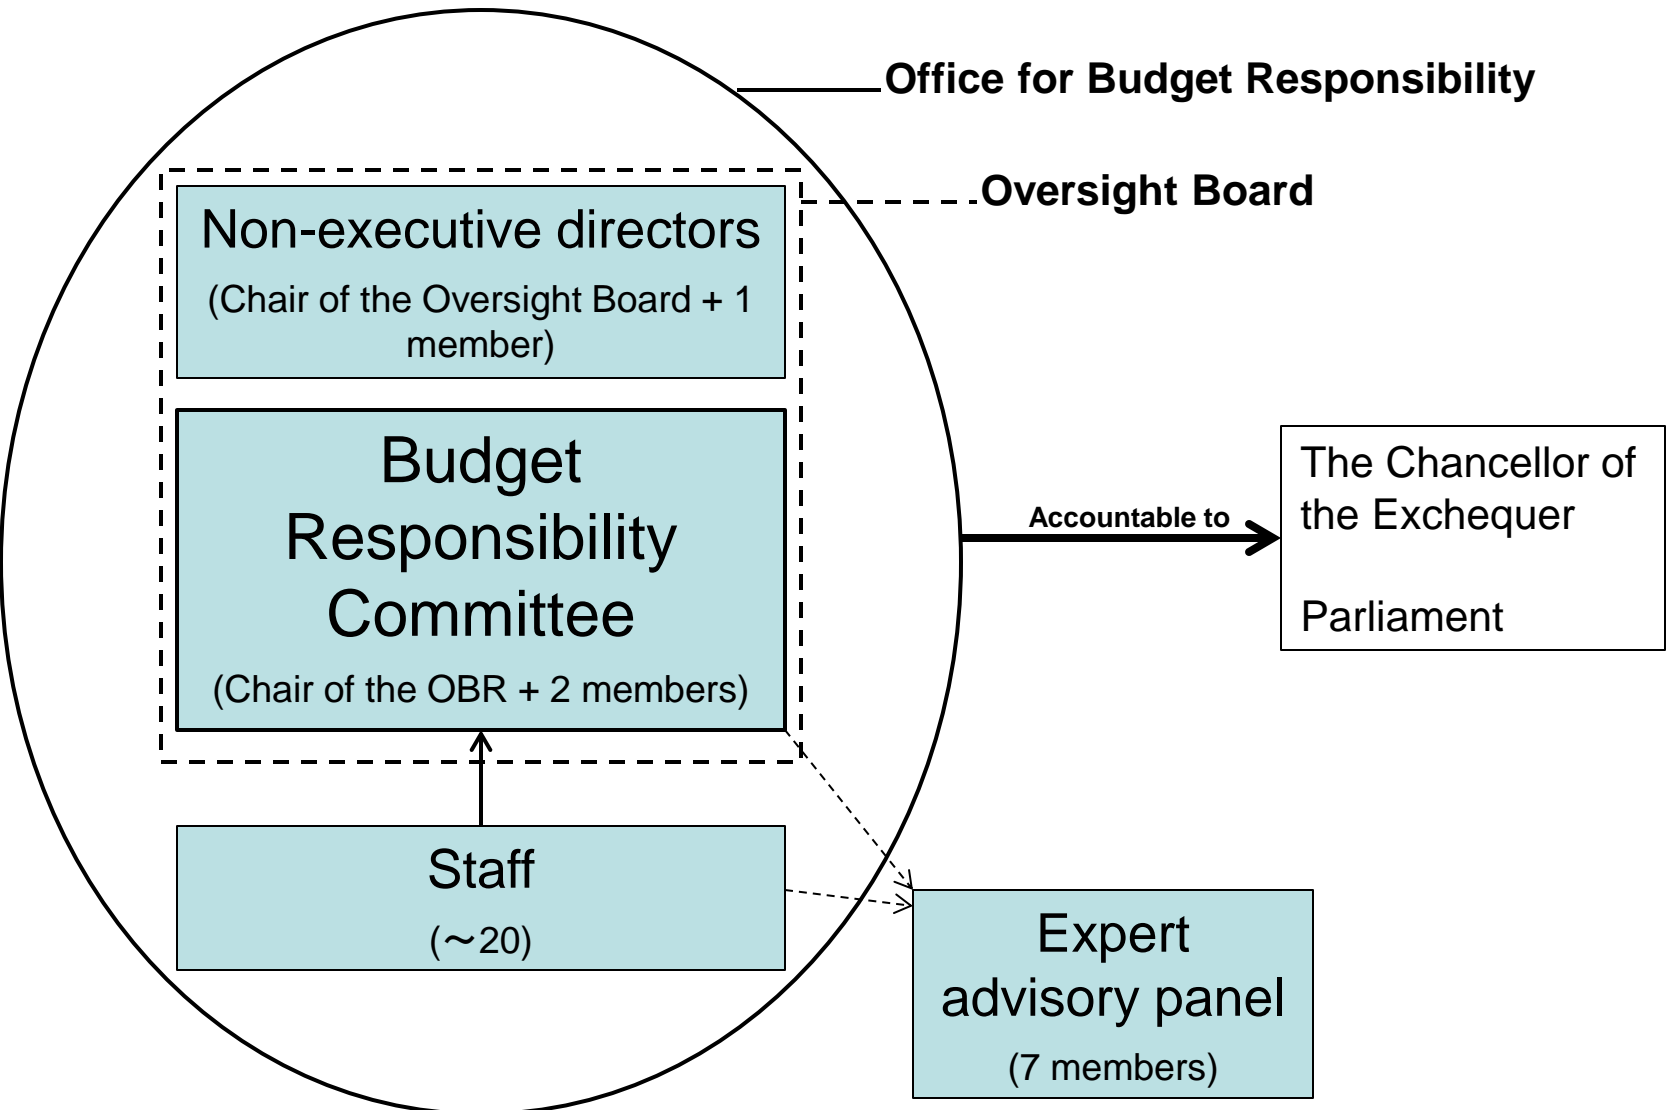 Office for Budget Responsibility
Oversight Board
Non-executive directors
(Chair of the Oversight Board + 1
member)
Budget
Responsibility
Committee
(Chair of the OBR + 2 members)
Accountable to
The Chancellor of
the Exchequer
Parliament
Staff
(～20)
Expert
advisory panel
(7 members)